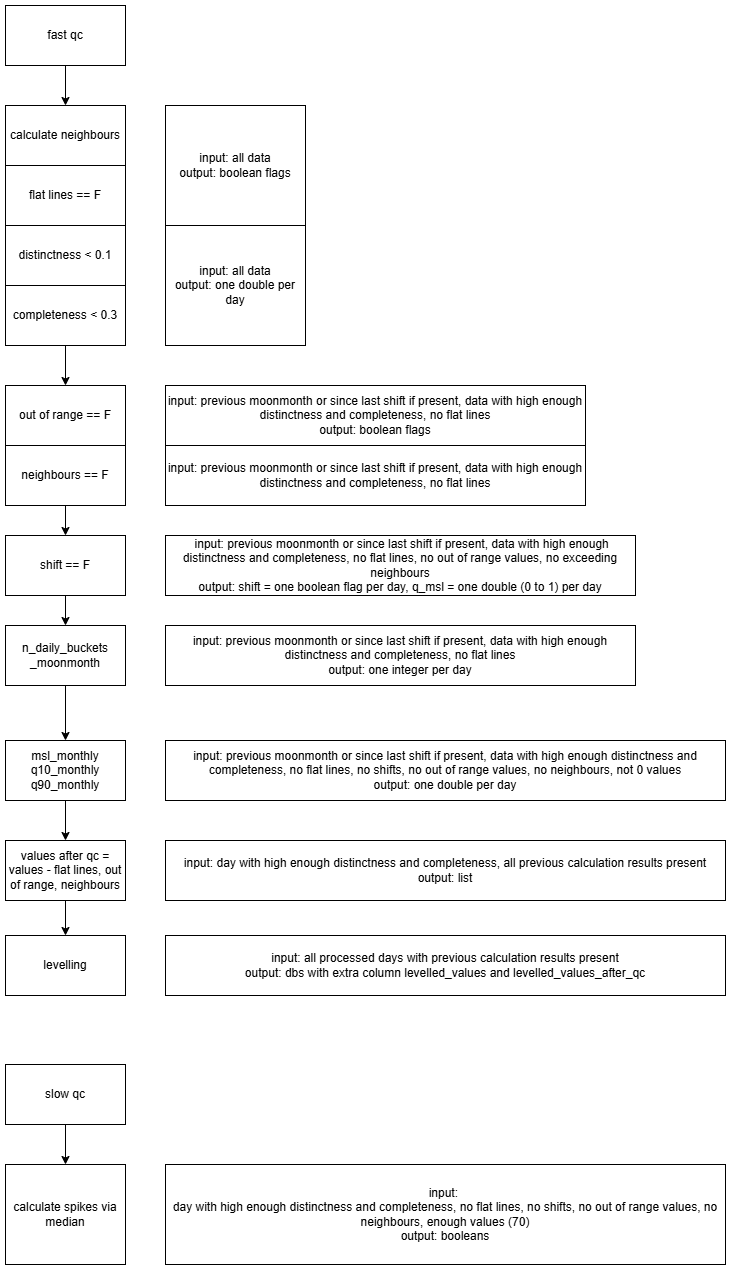 fast qc
calculate neighbours
flat lines == F
input: all data
output: boolean flags
distinctness < 0.1
completeness < 0.3
input: all data
output: one double per
day
out of range == F
input: previous moonmonth or since last shift if present, data with high enough
distinctness and completeness, no flat lines
output: boolean flags
neighbours == F
input: previous moonmonth or since last shift if present, data with high enough
distinctness and completeness, no flat lines
shift == F
input: previous moonmonth or since last shift if present, data with high enough
distinctness and completeness, no flat lines, no out of range values, no exceeding
neighbours
output: shift = one boolean flag per day, q_msl = one double (0 to 1) per day
n_daily_buckets
_moonmonth
input: previous moonmonth or since last shift if present, data with high enough
distinctness and completeness, no flat lines
output: one integer per day
msl_monthly
q10_monthly
q90_monthly
input: previous moonmonth or since last shift if present, data with high enough distinctness and
completeness, no flat lines, no shifts, no out of range values, no neighbours, not 0 values
output: one double per day
values after qc =
values - flat lines, out
of range, neighbours
input: day with high enough distinctness and completeness, all previous calculation results present
output: list
levelling
input: all processed days with previous calculation results present
output: dbs with extra column levelled_values and levelled_values_after_qc
slow qc
calculate spikes via
median
input:
day with high enough distinctness and completeness, no flat lines, no shifts, no out of range values, no
neighbours, enough values (70)
output: booleans